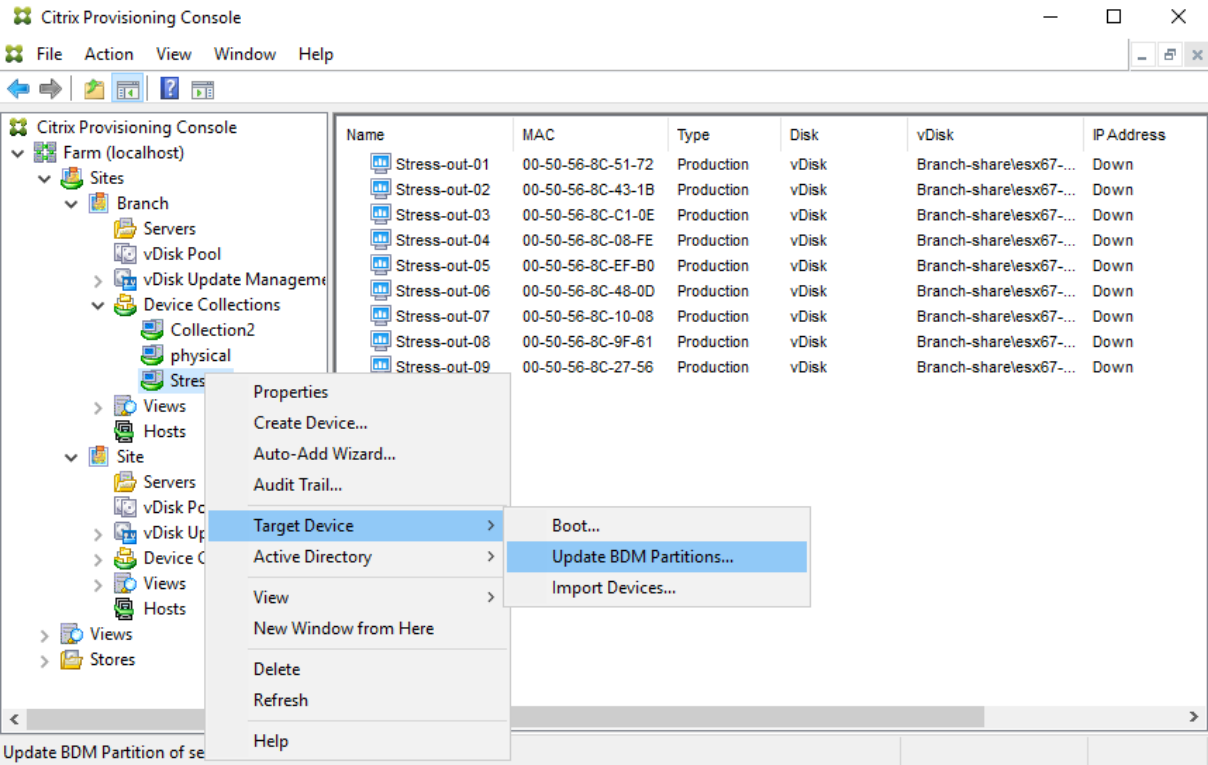 Citrix Provisioning Console
File Action View Window Help
Citrix Provisioning Console
Farm (localhost)
Sites
Branch
Servers
vDisk Pool
vDisk Update Manageme
Device Collections
Collection2
physical
Stres
Views
Hosts
Site
Servers
vDisk Po
vDisk Up
Device C
Views
Hosts
Views
Stores
Name MAC Type Disk vDisk IP Address
Stress-out-01 00-50-56-8C-51-72 Production vDisk Branch-share\esx67-... Down
Stress-out-02 00-50-56-8C-43-1B Production vDisk Branch-share\esx67-... Down
Stress-out-03 00-50-56-8C-C1-0E Production vDisk Branch-share\esx67-... Down
Stress-out-04 00-50-56-8C-08-FE Production vDisk Branch-share\esx67-... Down
Stress-out-05 00-50-56-8C-EF-B0 Production vDisk Branch-share\esx67-... Down
Stress-out-06 00-50-56-8C-48-0D Production vDisk Branch-share\esx67-... Down
Stress-out-07 00-50-56-8C-10-08 Production vDisk Branch-share\esx67-... Down
Stress-out-08 00-50-56-8C-9F-61 Production vDisk Branch-share\esx67-... Down
Stress-out-09 00-50-56-8C-27-56 Production vDisk Branch-share\esx67-... Down
Properties
Create Device...
Auto-Add Wizard...
Audit Trail...
Target Device
Active Directory
View
New Window from Here
Delete
Refresh
Help
Boot...
Update BDM Partitions...
Import Devices...
Update BDM Partition of se